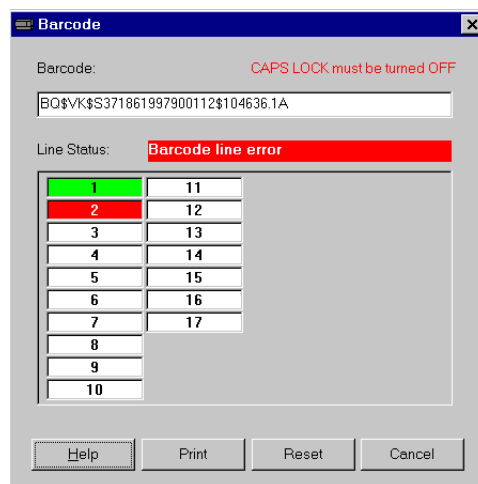 Barcode
Barcode: CAPS LOCK must be turned OFF
BQ$VK$S371861997900112$104636.1A
Line Status: Barcode line error
1 11
2 12
3 13
4 14
5 15
6 16
7 17
8
9
10
Help Print Reset Cancel